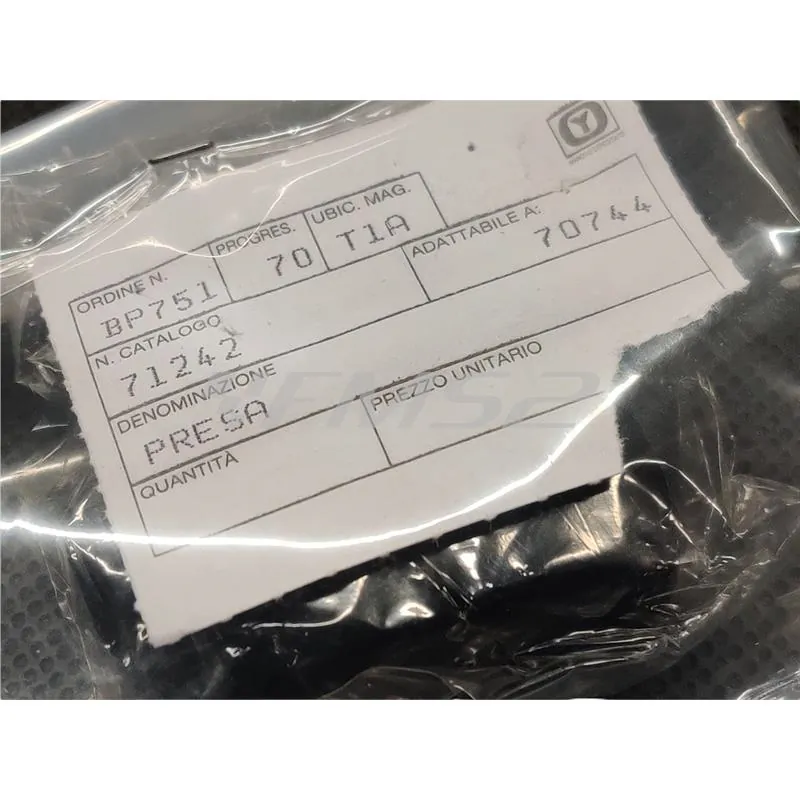 ORDINE N. PROGRES. UBIC. MAG.
BP751 70 T1A
N. CATALOGO ADATTABILE A:
71242 70744
DENOMINAZIONE
PRESA
QUANTITÀ PREZZO UNITARIO